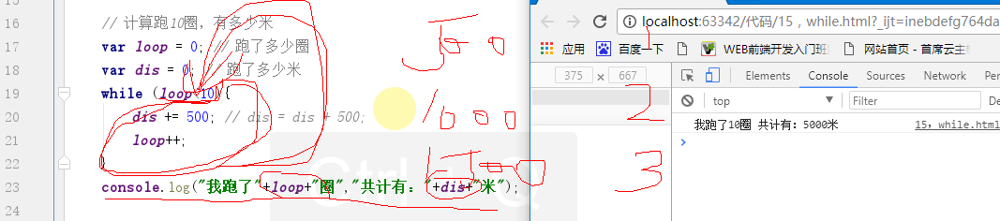 15
16 // 计算跑10圈，有多少米
17 var loop = 0; // 跑了多少圈
18 var dis = 0; // 跑了多少米
19 while (loop<10){
20 dis += 500; // dis = dis + 500;
21 loop++;
22 }
23 console.log("我跑了"+loop+"圈","共计有："+dis+"米");
24
500
1000
1500
1
2
3
Ctrl + Q
localhost:63342/代码/15，while.html?_ijt=inebdefg764da
应用 百度一下 WEB前端开发入门班 网站首页 - 首席云主
375 × 667
Elements Console Sources Network
top Filter
我跑了10圈 共计有：5000米 15，while.html